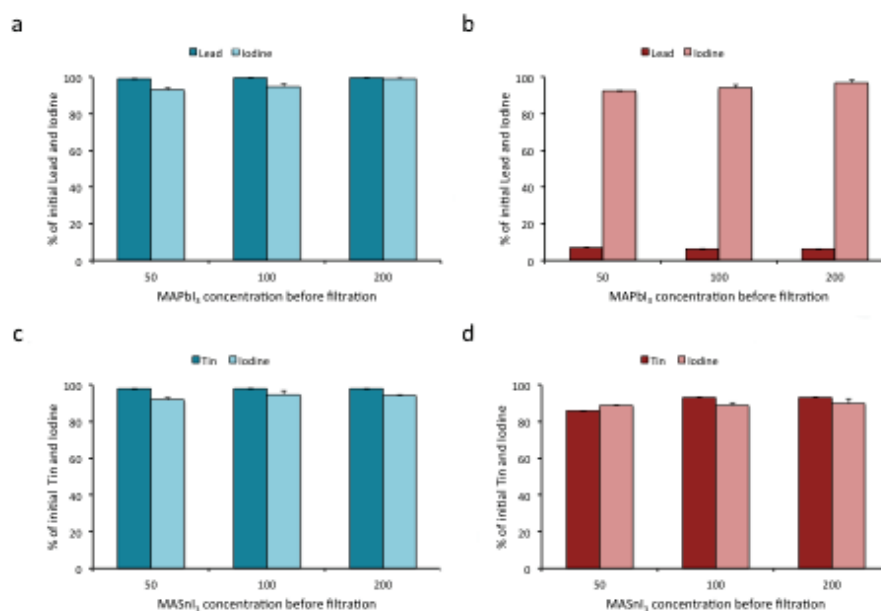 a
Lead Iodine
% of initial Lead and Iodine
100
80
60
40
20
0
50 100 200
MAPbI₃ concentration before filtration
b
Lead Iodine
% of initial Lead and Iodine
100
80
60
40
20
0
50 100 200
MAPbI₃ concentration before filtration
c
Tin Iodine
% of initial Tin and Iodine
100
80
60
40
20
0
50 100 200
MASnI₃ concentration before filtration
d
Tin Iodine
% of initial Tin and Iodine
100
80
60
40
20
0
50 100 200
MASnI₃ concentration before filtration